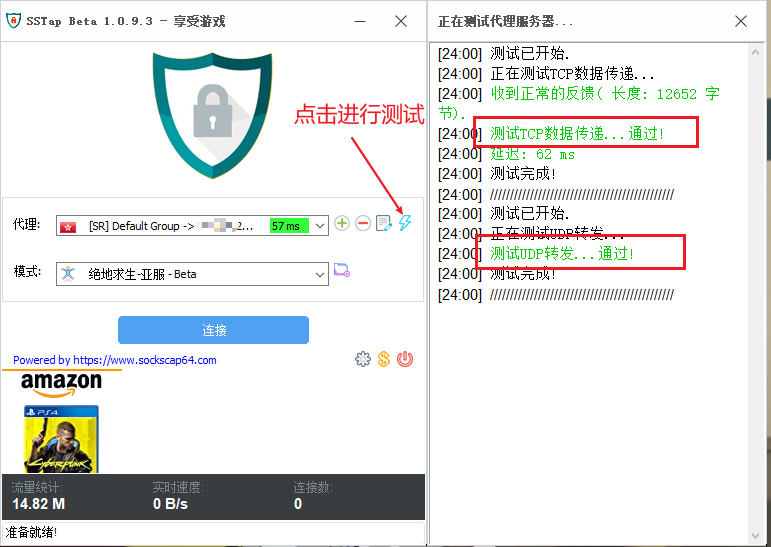 SSTap Beta 1.0.9.3 - 享受游戏
点击进行测试
代理:
[SR] Default Group -> 2...
57 ms
模式:
绝地求生-亚服 - Beta
连接
Powered by https://www.sockscap64.com
amazon
PS4
Cyberpunk
流量统计:
实时速度:
连接数:
14.82 M
0 B/s
0
准备就绪!
正在测试代理服务器...
[24:00] 测试已开始.
[24:00] 正在测试TCP数据传递...
[24:00] 收到正常的反馈( 长度: 12652 字
节).
[24:00] 测试TCP数据传递...通过!
[24:00] 延迟: 62 ms
[24:00] 测试完成!
[24:00] ////////////////////////////////////////////
[24:00] 测试已开始.
[24:00] 正在测试UDP转发...
[24:00] 测试UDP转发...通过!
[24:00] 测试完成!
[24:00] ////////////////////////////////////////////